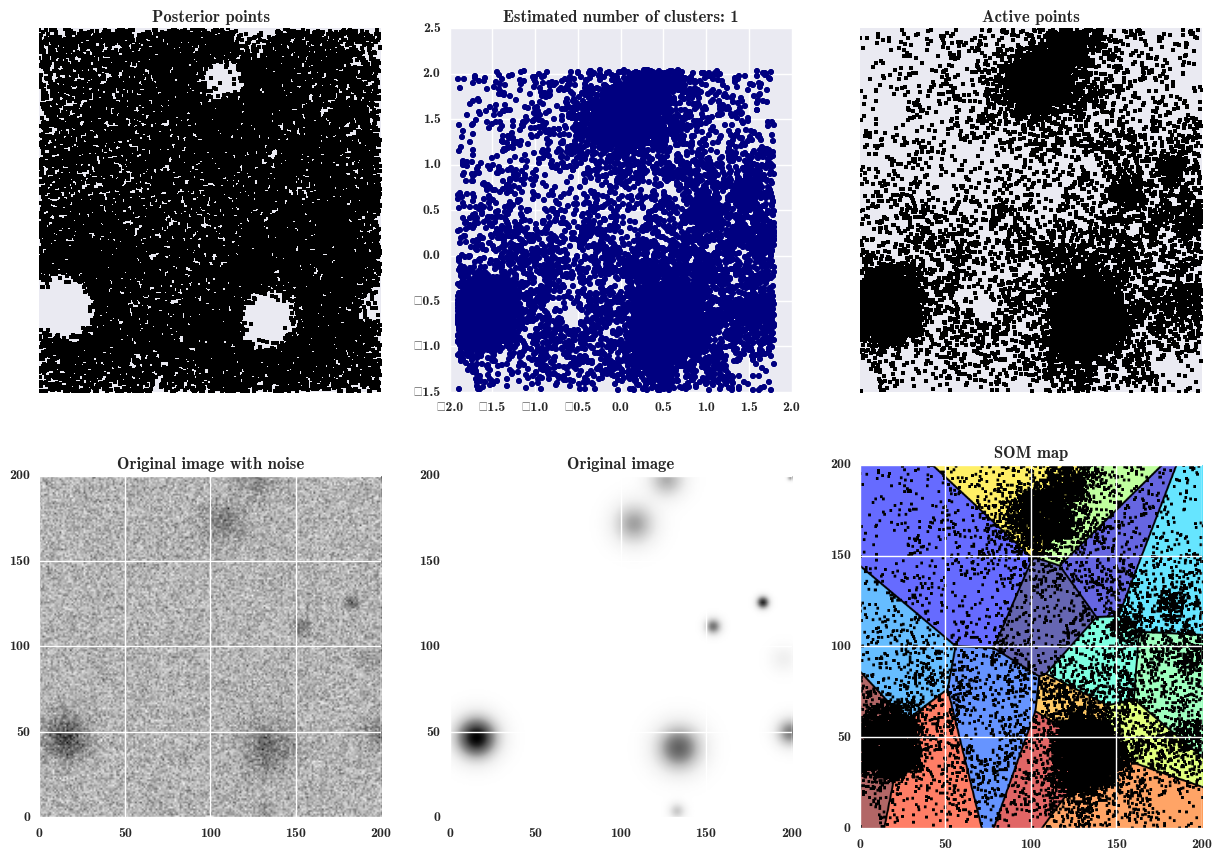 Posterior points
Estimated number of clusters: 1
Active points
2.5
2.0
1.5
1.0
0.5
0.0
□0.5
□1.0
□1.5
□2.0 □1.5 □1.0 □0.5 0.0 0.5 1.0 1.5 2.0
Original image with noise
200
150
100
50
0
0 50 100 150 200
Original image
200
150
100
50
0
0 50 100 150 200
SOM map
200
150
100
50
0
0 50 100 150 200